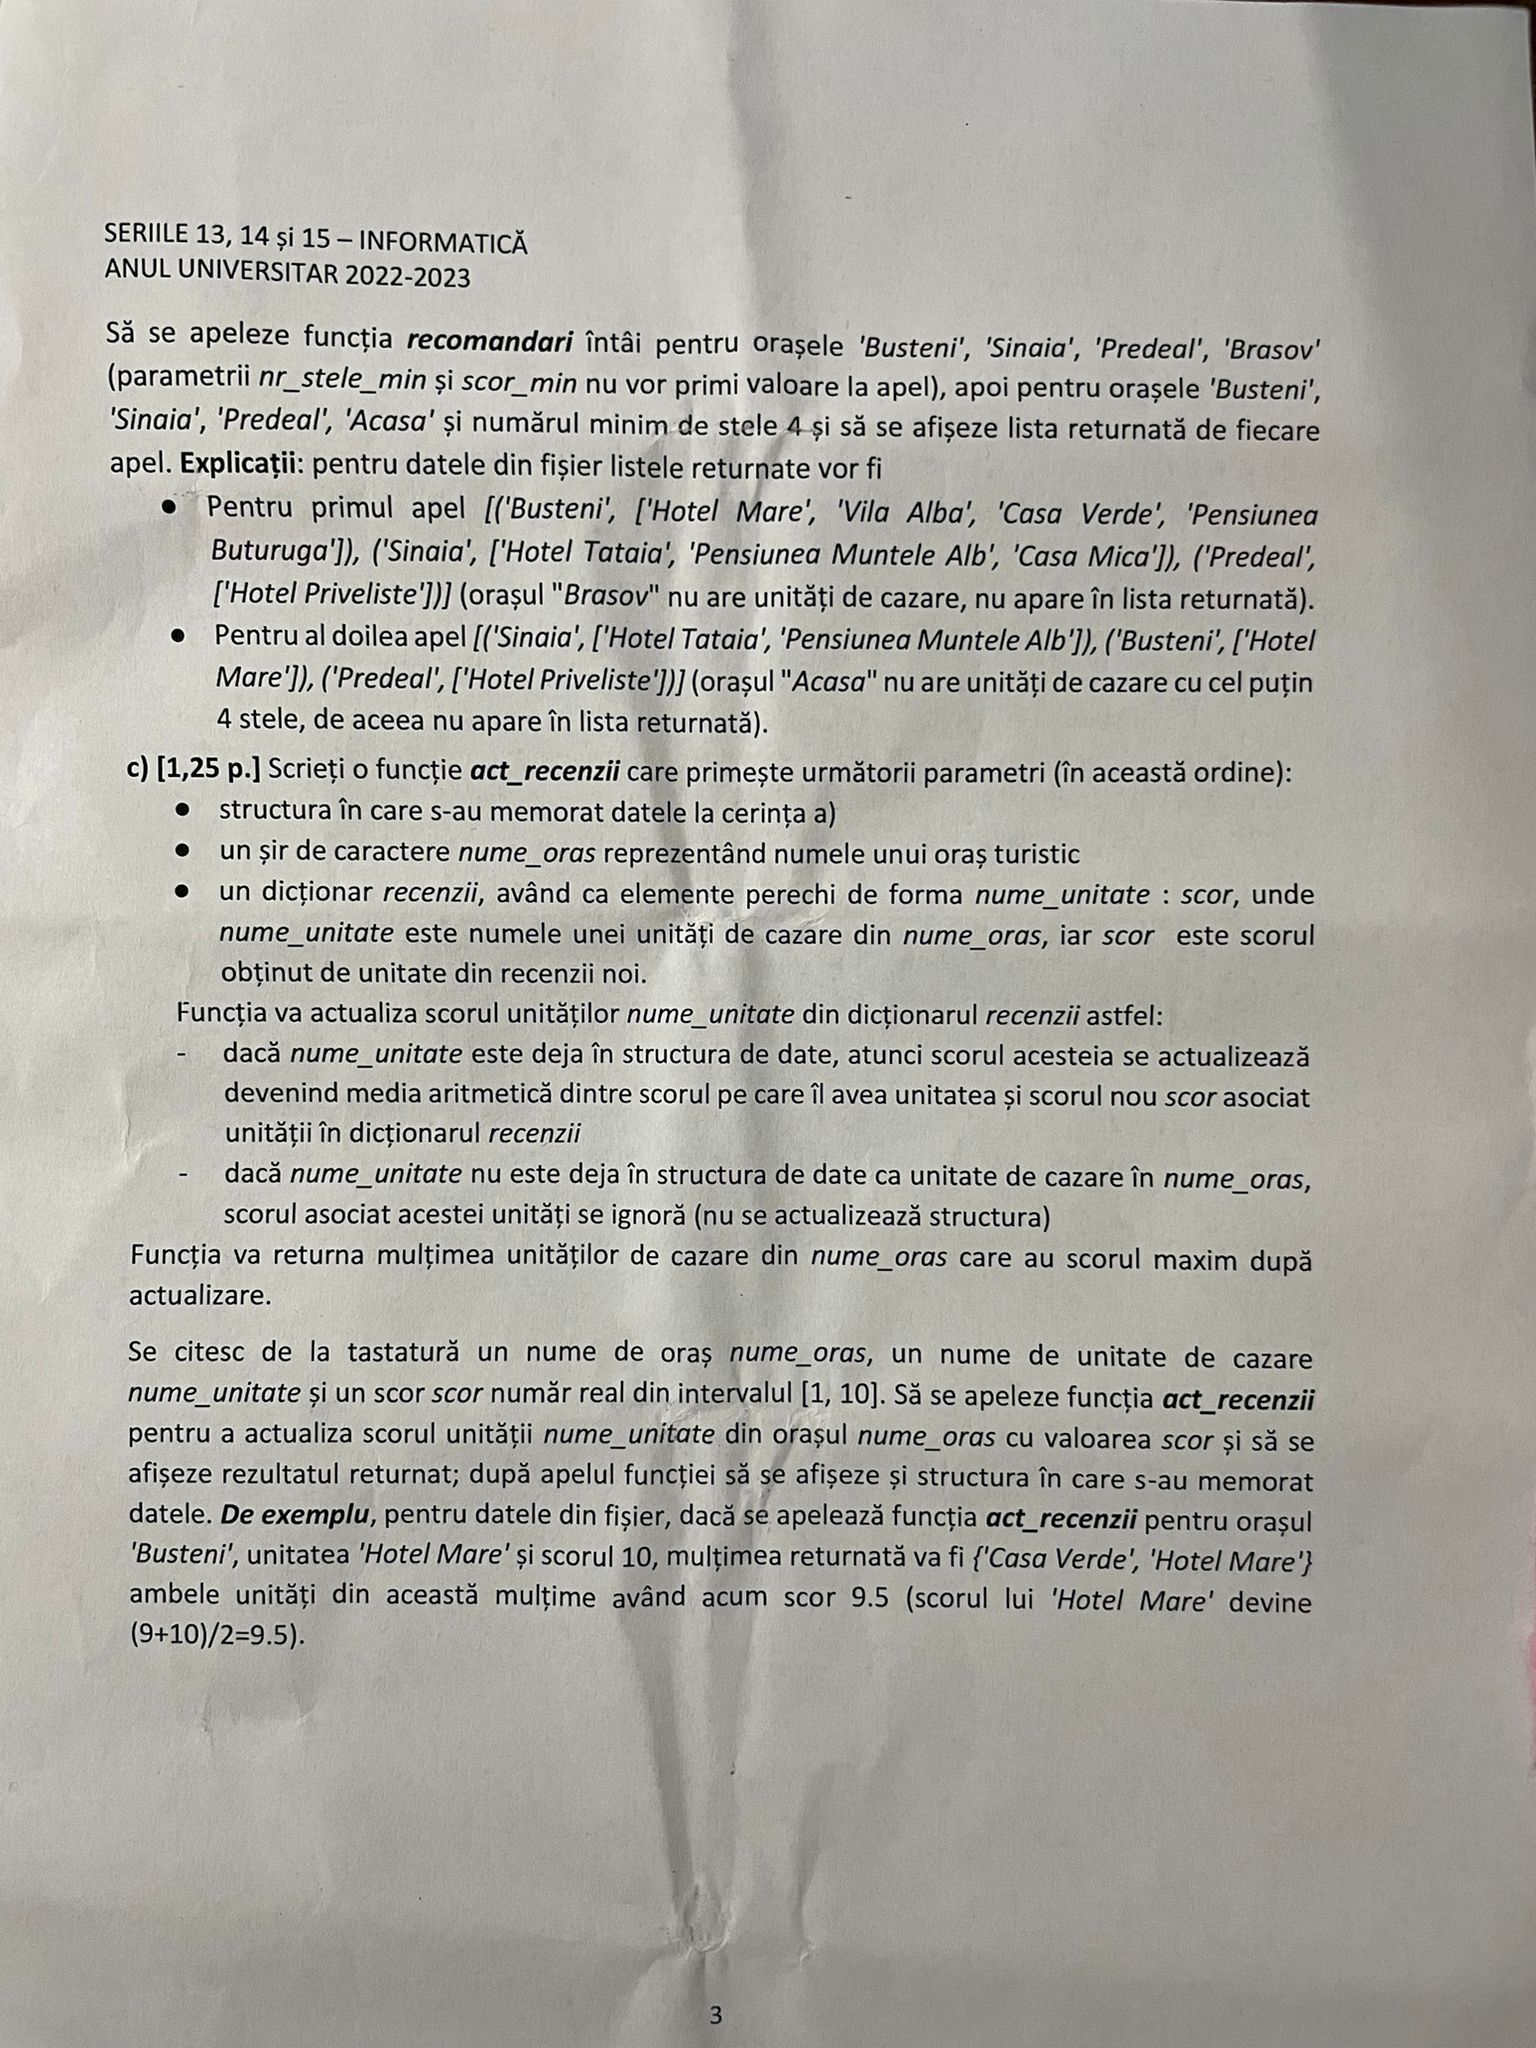 SERIILE 13, 14 și 15 – INFORMATICĂ
ANUL UNIVERSITAR 2022-2023
Să se apeleze funcția recomandari întâi pentru orașele 'Busteni', 'Sinaia', 'Predeal', 'Brasov'
(parametrii nr_stele_min și scor_min nu vor primi valoare la apel), apoi pentru orașele 'Busteni',
'Sinaia', 'Predeal', 'Acasa' și numărul minim de stele 4 și să se afișeze lista returnată de fiecare
apel. Explicații: pentru datele din fișier listele returnate vor fi
● Pentru primul apel [('Busteni', ['Hotel Mare', 'Vila Alba', 'Casa Verde', 'Pensiunea
Buturuga']), ('Sinaia', ['Hotel Tataia', 'Pensiunea Muntele Alb', 'Casa Mica']), ('Predeal',
['Hotel Priveliste'])] (orașul "Brasov" nu are unități de cazare, nu apare în lista returnată).
● Pentru al doilea apel [('Sinaia', ['Hotel Tataia', 'Pensiunea Muntele Alb']), ('Busteni', ['Hotel
Mare']), ('Predeal', ['Hotel Priveliste'])] (orașul "Acasa" nu are unități de cazare cu cel puțin
4 stele, de aceea nu apare în lista returnată).
c) [1,25 p.] Scrieți o funcție act_recenzii care primește următorii parametri (în această ordine):
● structura în care s-au memorat datele la cerința a)
● un șir de caractere nume_oras reprezentând numele unui oraș turistic
● un dicționar recenzii, având ca elemente perechi de forma nume_unitate : scor, unde
nume_unitate este numele unei unități de cazare din nume_oras, iar scor este scorul
obținut de unitate din recenzii noi.
Funcția va actualiza scorul unităților nume_unitate din dicționarul recenzii astfel:
- dacă nume_unitate este deja în structura de date, atunci scorul acesteia se actualizează
devenind media aritmetică dintre scorul pe care îl avea unitatea și scorul nou scor asociat
unității în dicționarul recenzii
- dacă nume_unitate nu este deja în structura de date ca unitate de cazare în nume_oras,
scorul asociat acestei unități se ignoră (nu se actualizează structura)
Funcția va returna mulțimea unităților de cazare din nume_oras care au scorul maxim după
actualizare.
Se citesc de la tastatură un nume de oraș nume_oras, un nume de unitate de cazare
nume_unitate și un scor scor număr real din intervalul [1, 10]. Să se apeleze funcția act_recenzii
pentru a actualiza scorul unității nume_unitate din orașul nume_oras cu valoarea scor și să se
afișeze rezultatul returnat; după apelul funcției să se afișeze și structura în care s-au memorat
datele. De exemplu, pentru datele din fișier, dacă se apelează funcția act_recenzii pentru orașul
'Busteni', unitatea 'Hotel Mare' și scorul 10, mulțimea returnată va fi {'Casa Verde', 'Hotel Mare'}
ambele unități din această mulțime având acum scor 9.5 (scorul lui 'Hotel Mare' devine
(9+10)/2=9.5).
3